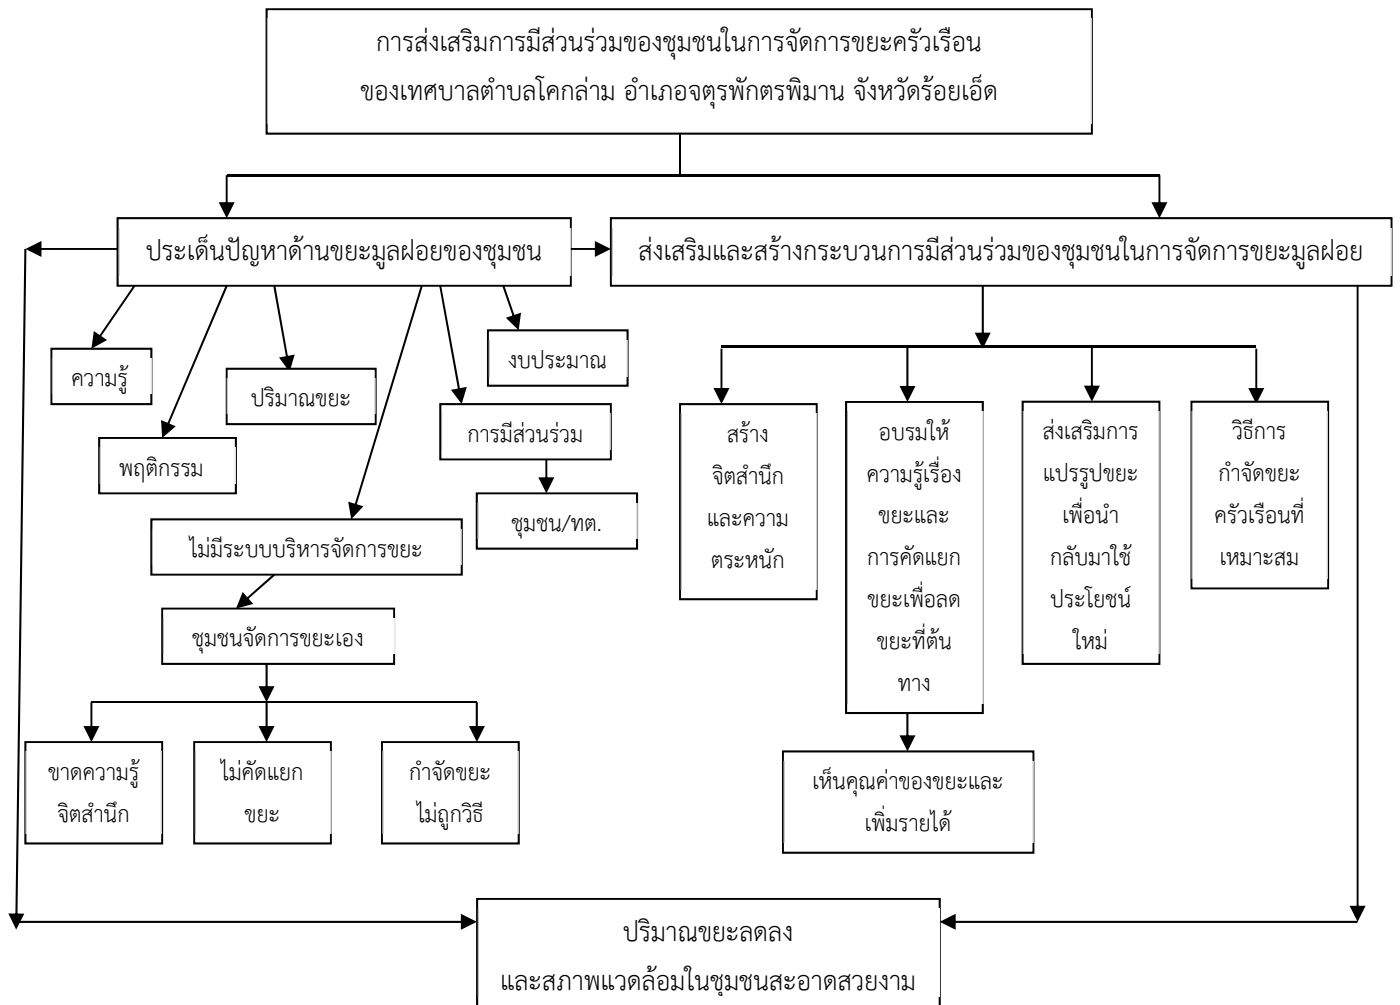 การส่งเสริมการมีส่วนร่วมของชุมชนในการจัดการขยะครัวเรือน
ของเทศบาลตำบลโคกล่าม อำเภอจตุรพักตรพิมาน จังหวัดร้อยเอ็ด
ประเด็นปัญหาด้านขยะมูลฝอยของชุมชน
ส่งเสริมและสร้างกระบวนการมีส่วนร่วมของชุมชนในการจัดการขยะมูลฝอย
ความรู้
พฤติกรรม
ปริมาณขยะ
งบประมาณ
การมีส่วนร่วม
ชุมชน/ทต.
ไม่มีระบบบริหารจัดการขยะ
ชุมชนจัดการขยะเอง
ขาดความรู้
จิตสำนึก
ไม่คัดแยก
ขยะ
กำจัดขยะ
ไม่ถูกวิธี
สร้าง
จิตสำนึก
และความ
ตระหนัก
อบรมให้
ความรู้เรื่อง
ขยะและ
การคัดแยก
ขยะเพื่อลด
ขยะที่ต้น
ทาง
ส่งเสริมการ
แปรรูปขยะ
เพื่อนำ
กลับมาใช้
ประโยชน์
ใหม่
วิธีการ
กำจัดขยะ
ครัวเรือนที่
เหมาะสม
เห็นคุณค่าของขยะและ
เพิ่มรายได้
ปริมาณขยะลดลง
และสภาพแวดล้อมในชุมชนสะอาดสวยงาม